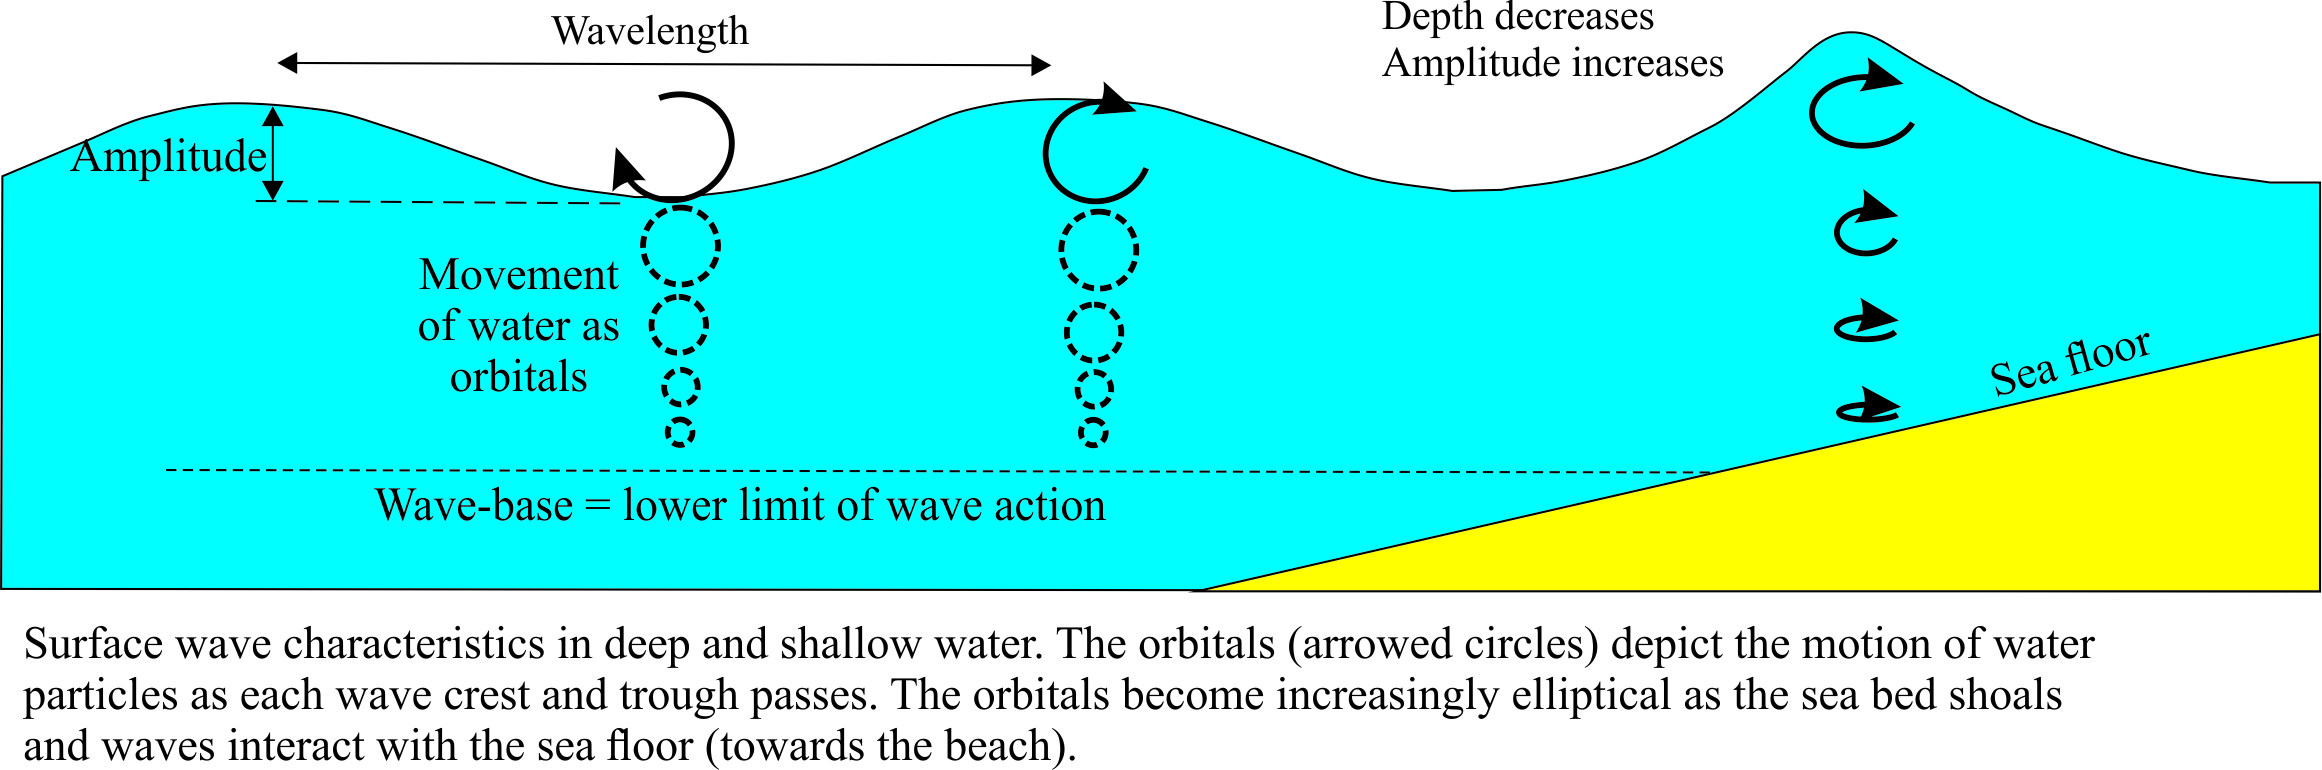 Wavelength
Depth decreases
Amplitude increases
Amplitude
Movement
of water as
orbitals
Sea floor
Wave-base = lower limit of wave action
Surface wave characteristics in deep and shallow water. The orbitals (arrowed circles) depict the motion of water
particles as each wave crest and trough passes. The orbitals become increasingly elliptical as the sea bed shoals
and waves interact with the sea floor (towards the beach).